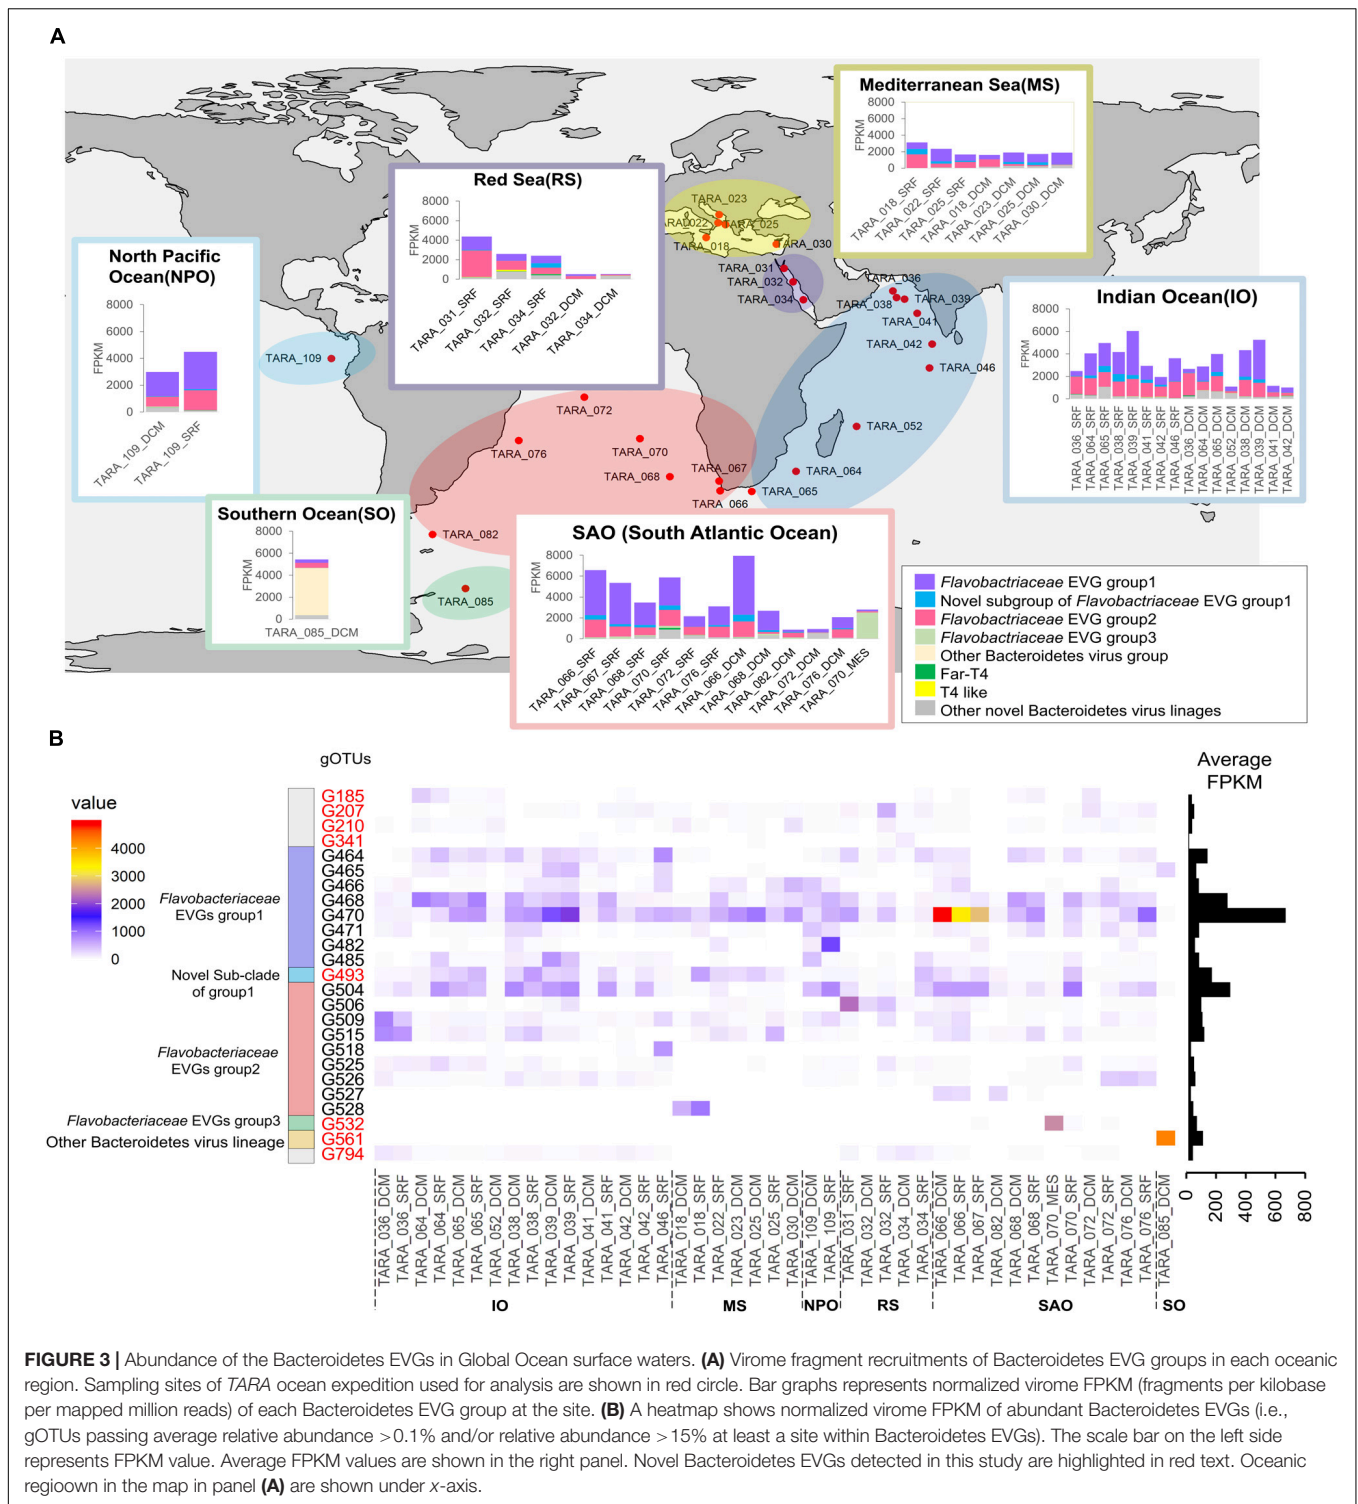 A
Mediterranean Sea(MS)
8000
6000
4000
2000
0
FPKM
TARA_018_SRF
TARA_022_SRF
TARA_025_SRF
TARA_018_DCM
TARA_023_DCM
TARA_025_DCM
TARA_030_DCM
Red Sea(RS)
8000
6000
4000
2000
0
FPKM
TARA_031_SRF
TARA_032_SRF
TARA_034_SRF
TARA_032_DCM
TARA_034_DCM
North Pacific
Ocean(NPO)
8000
6000
4000
2000
0
FPKM
TARA_109_DCM
TARA_109_SRF
Indian Ocean(IO)
8000
6000
4000
2000
0
FPKM
TARA_036_SRF
TARA_064_SRF
TARA_065_SRF
TARA_038_SRF
TARA_039_SRF
TARA_041_SRF
TARA_042_SRF
TARA_046_SRF
TARA_036_DCM
TARA_064_DCM
TARA_065_DCM
TARA_052_DCM
TARA_038_DCM
TARA_039_DCM
TARA_041_DCM
TARA_042_DCM
TARA_023
ARA_022
TARA_025
TARA_018
TARA_030
TARA_031
TARA_032
TARA_034
TARA_036
TARA_038
TARA_039
TARA_041
TARA_042
TARA_046
TARA_109
TARA_072
TARA_076
TARA_070
TARA_068
TARA_067
TARA_066
TARA_052
TARA_064
TARA_065
TARA_082
TARA_085
Southern Ocean(SO)
8000
6000
4000
2000
0
FPKM
TARA_085_DCM
SAO (South Atlantic Ocean)
8000
6000
4000
2000
0
FPKM
TARA_066_SRF
TARA_067_SRF
TARA_068_SRF
TARA_070_SRF
TARA_072_SRF
TARA_076_SRF
TARA_066_DCM
TARA_068_DCM
TARA_082_DCM
TARA_072_DCM
TARA_076_DCM
TARA_070_MES
Flavobactriaceae EVG group1
Novel subgroup of Flavobactriaceae EVG group1
Flavobactriaceae EVG group2
Flavobactriaceae EVG group3
Other Bacteroidetes virus group
Far-T4
T4 like
Other novel Bacteroidetes virus linages
B
gOTUs
Average
FPKM
value
4000
3000
2000
1000
0
Flavobacteriaceae
EVGs group1
Novel Sub-clade
of group1
Flavobacteriaceae
EVGs group2
Flavobacteriaceae EVGs group3
Other Bacteroidetes virus lineage
G185
G207
G210
G341
G464
G465
G466
G468
G470
G471
G482
G485
G493
G504
G506
G509
G515
G518
G525
G526
G527
G528
G532
G561
G794
TARA_036_DCM
TARA_036_SRF
TARA_064_DCM
TARA_064_SRF
TARA_065_DCM
TARA_065_SRF
TARA_052_DCM
TARA_038_DCM
TARA_038_SRF
TARA_039_DCM
TARA_039_SRF
TARA_041_DCM
TARA_041_SRF
TARA_042_DCM
TARA_042_SRF
TARA_046_SRF
TARA_018_DCM
TARA_018_SRF
TARA_022_SRF
TARA_023_DCM
TARA_025_DCM
TARA_025_SRF
TARA_030_DCM
TARA_109_DCM
TARA_109_SRF
TARA_031_SRF
TARA_032_DCM
TARA_032_SRF
TARA_034_DCM
TARA_034_SRF
TARA_066_DCM
TARA_066_SRF
TARA_067_SRF
TARA_082_DCM
TARA_068_DCM
TARA_068_SRF
TARA_070_MES
TARA_070_SRF
TARA_072_DCM
TARA_072_SRF
TARA_076_DCM
TARA_076_SRF
TARA_085_DCM
0
200
400
600
800
IO
MS
NPO
RS
SAO
SO
FIGURE 3 | Abundance of the Bacteroidetes EVGs in Global Ocean surface waters. (A) Virome fragment recruitments of Bacteroidetes EVG groups in each oceanic
region. Sampling sites of TARA ocean expedition used for analysis are shown in red circle. Bar graphs represents normalized virome FPKM (fragments per kilobase
per mapped million reads) of each Bacteroidetes EVG group at the site. (B) A heatmap shows normalized virome FPKM of abundant Bacteroidetes EVGs (i.e.,
gOTUs passing average relative abundance >0.1% and/or relative abundance >15% at least a site within Bacteroidetes EVGs). The scale bar on the left side
represents FPKM value. Average FPKM values are shown in the right panel. Novel Bacteroidetes EVGs detected in this study are highlighted in red text. Oceanic
regioown in the map in panel (A) are shown under x-axis.